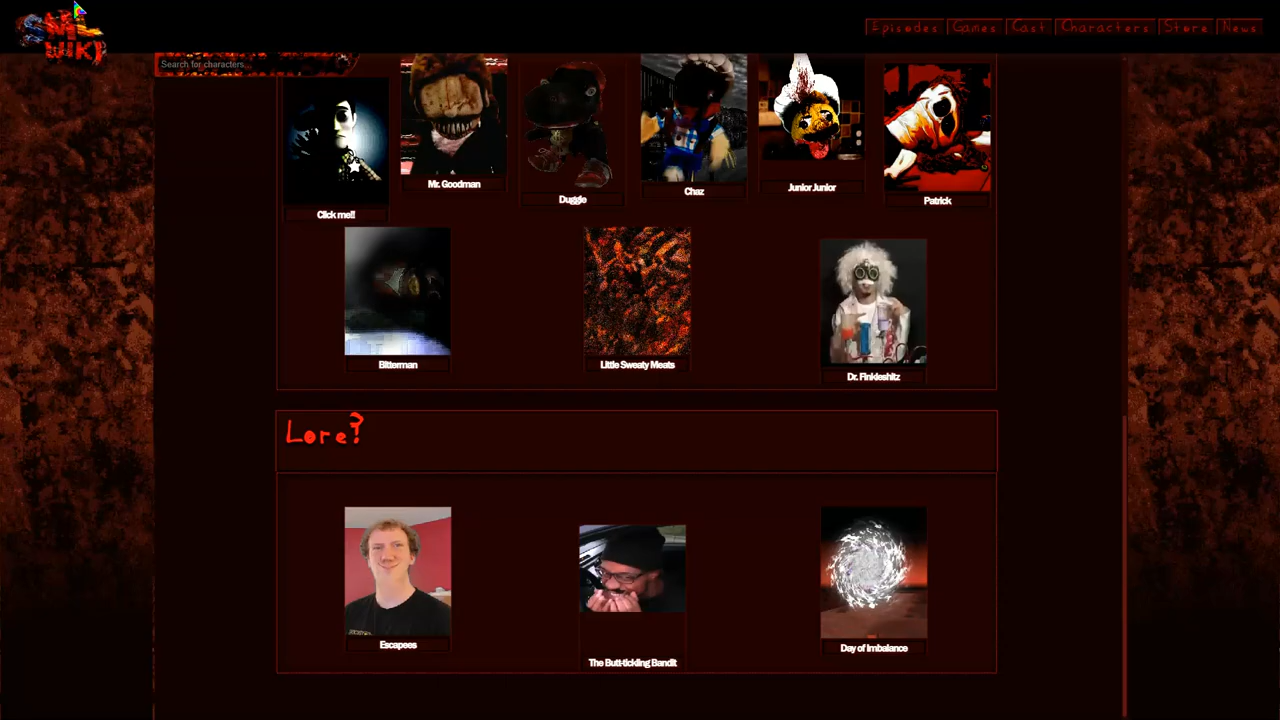 SML
WIKI
Episodes Games Cast Characters Store News
Search for characters...
Click me!!
Mr. Goodman
Duggie
Chaz
Junior Junior
Patrick
Bitterman
Little Sweaty Meats
Dr. Finkleshitz
Lore?
Escapees
The Butt-tickling Bandit
Day of Imbalance